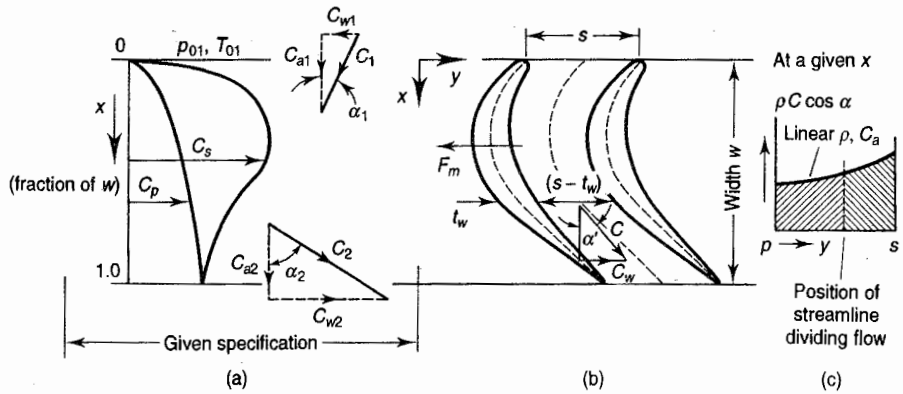 0
p01, T01
Cw1
Ca1
C1
α1
x
(fraction of w)
Cs
Cp
1.0
Ca2
α2
C2
Cw2
Given specification
(a)
s
y
x
Fm
tw
(s – tw)
α′
C
Cw
Width w
(b)
At a given x
ρC cos α
Linear ρ, Ca
p → y s
Position of
streamline
dividing flow
(c)